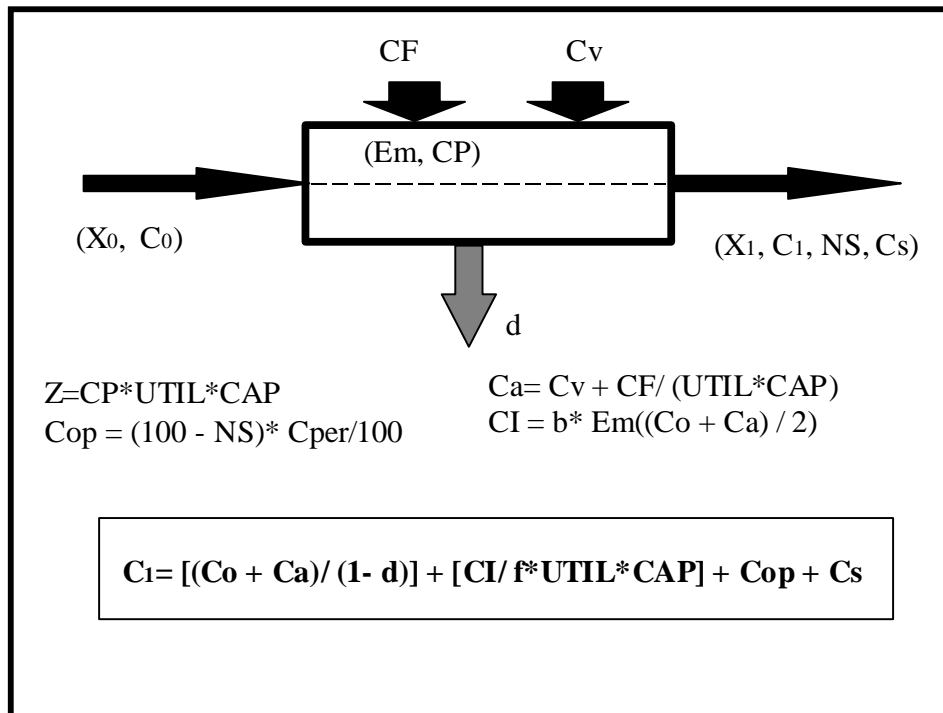 CF Cv
(Em, CP)
(X0, C0)
(X1, C1, NS, Cs)
d
Z=CP*UTIL*CAP
Cop = (100 - NS)* Cper/100
Ca= Cv + CF/ (UTIL*CAP)
CI = b* Em((Co + Ca) / 2)
C1= [(Co + Ca)/ (1- d)] + [CI/ f*UTIL*CAP] + Cop + Cs